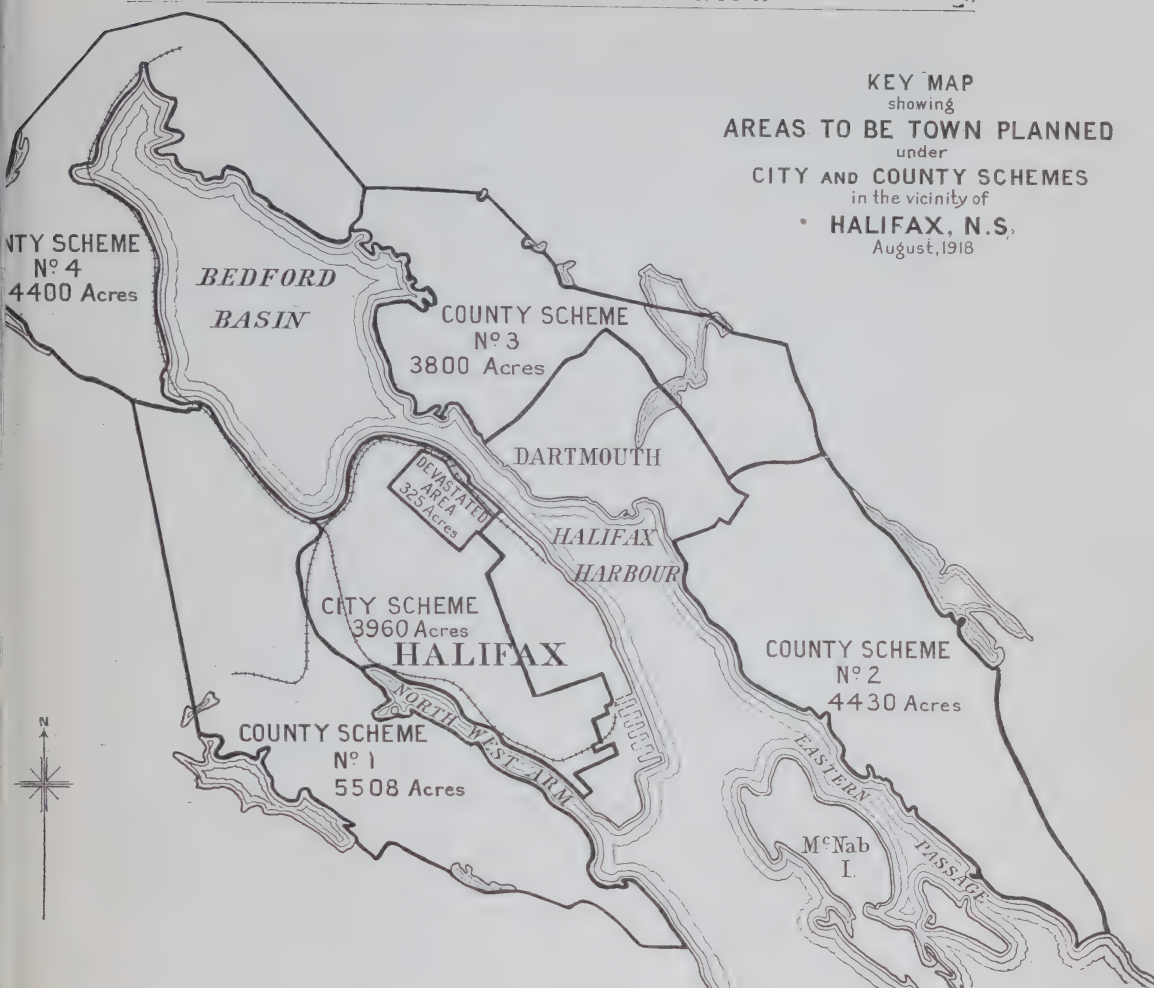 KEY MAP
showing
AREAS TO BE TOWN PLANNED
under
CITY AND COUNTY SCHEMES
in the vicinity of
HALIFAX, N.S,
August, 1918
NTY SCHEME
Nº 4
4400 Acres
BEDFORD
BASIN
COUNTY SCHEME
Nº 3
3800 Acres
DARTMOUTH
DEVASTATED
AREA
325 Acres
HALIFAX
HARBOUR
CITY SCHEME
3960 Acres
HALIFAX
COUNTY SCHEME
Nº 2
4430 Acres
NORTH WEST ARM
COUNTY SCHEME
Nº 1
5508 Acres
EASTERN PASSAGE
McNab
I.
N